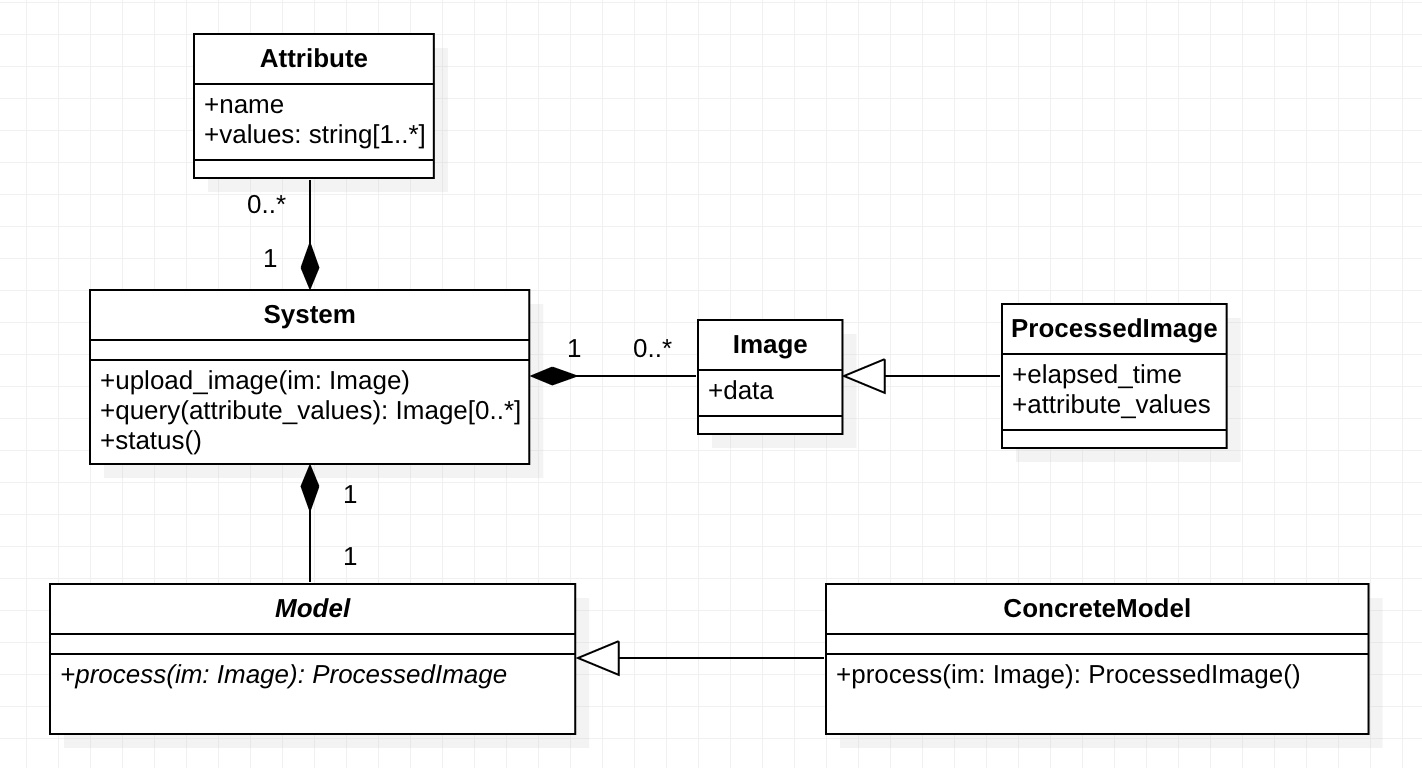 Attribute
+name
+values: string[1..*]
0..*
1
System
+upload_image(im: Image)
+query(attribute_values): Image[0..*]
+status()
1
0..*
Image
+data
ProcessedImage
+elapsed_time
+attribute_values
1
1
Model
+process(im: Image): ProcessedImage
ConcreteModel
+process(im: Image): ProcessedImage()